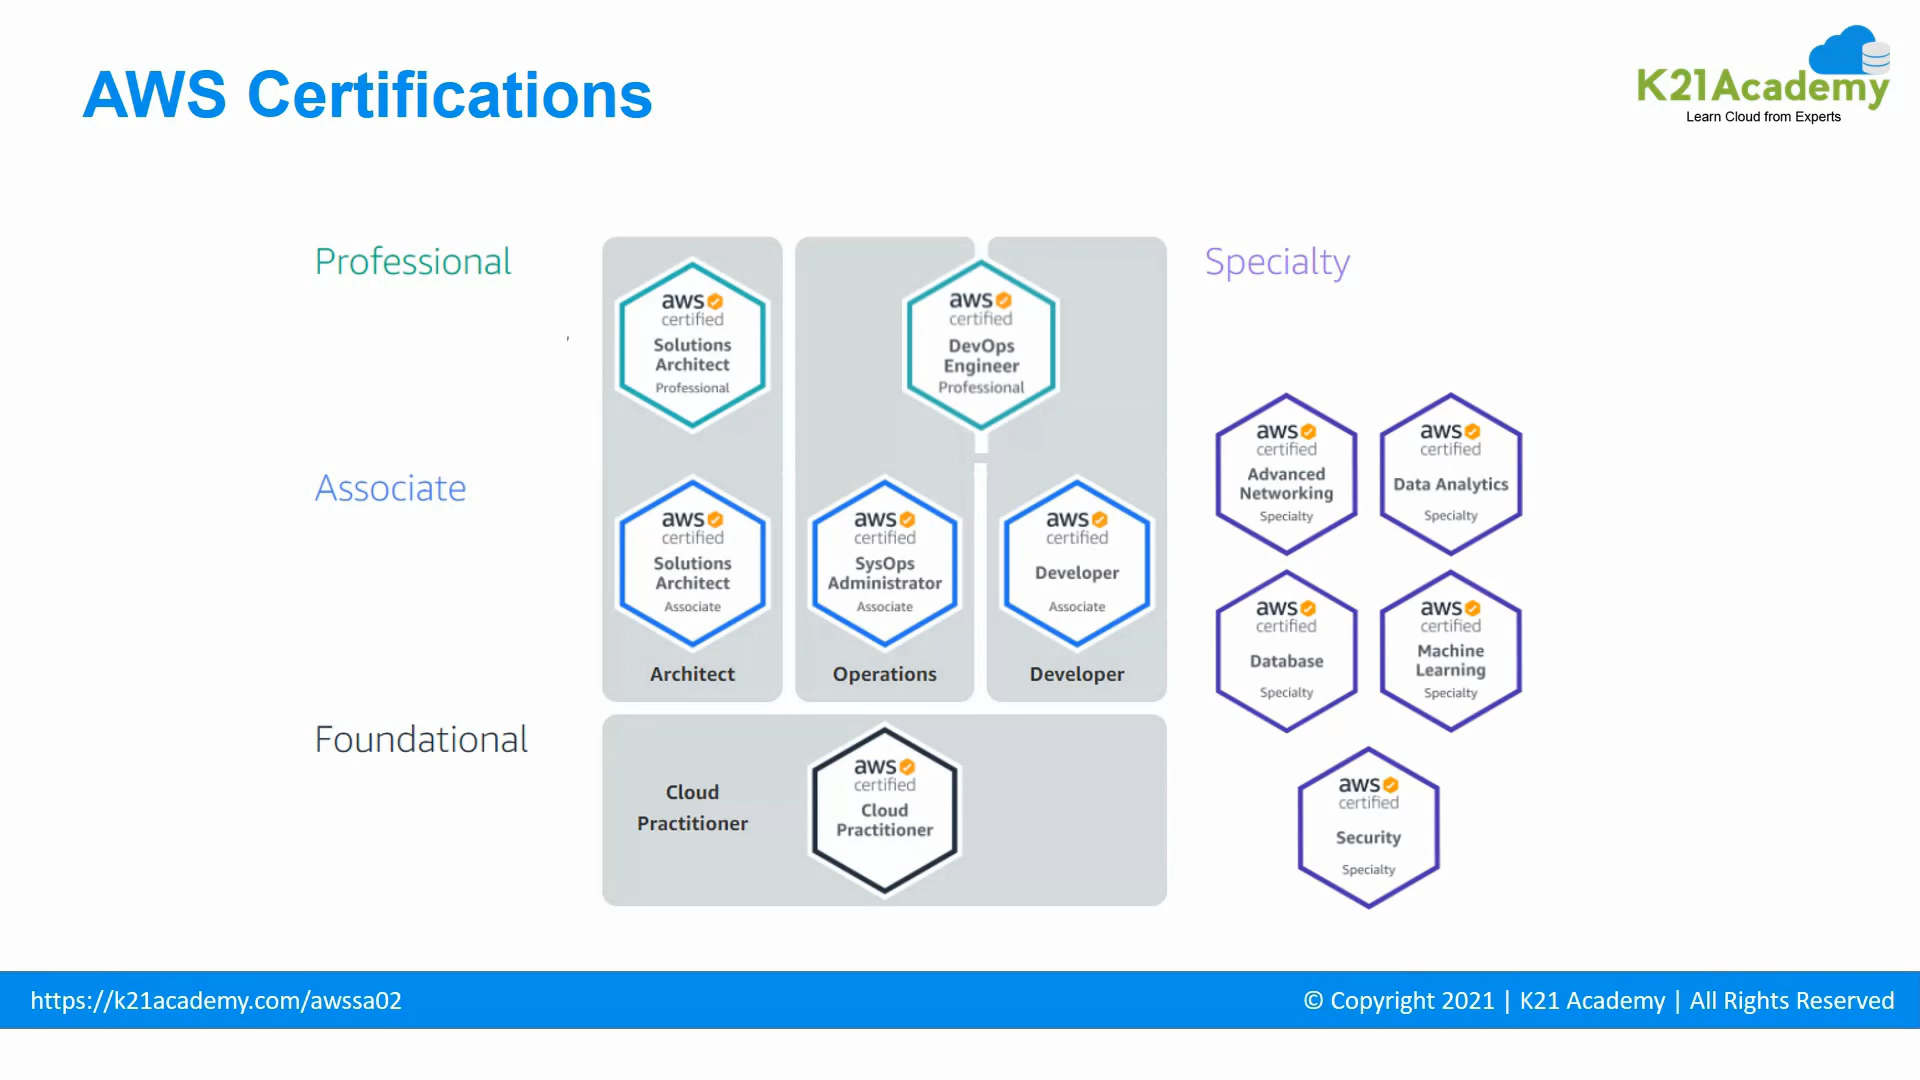 AWS Certifications
K21Academy
Learn Cloud from Experts
Professional
aws
certified
Solutions
Architect
Professional
aws
certified
DevOps
Engineer
Professional
Specialty
Associate
aws
certified
Solutions
Architect
Associate
Architect
aws
certified
SysOps
Administrator
Associate
Operations
aws
certified
Developer
Associate
Developer
aws
certified
Advanced
Networking
Specialty
aws
certified
Data Analytics
Specialty
aws
certified
Database
Specialty
aws
certified
Machine
Learning
Specialty
aws
certified
Security
Specialty
Foundational
Cloud
Practitioner
aws
certified
Cloud
Practitioner
https://k21academy.com/awssa02
© Copyright 2021 | K21 Academy | All Rights Reserved